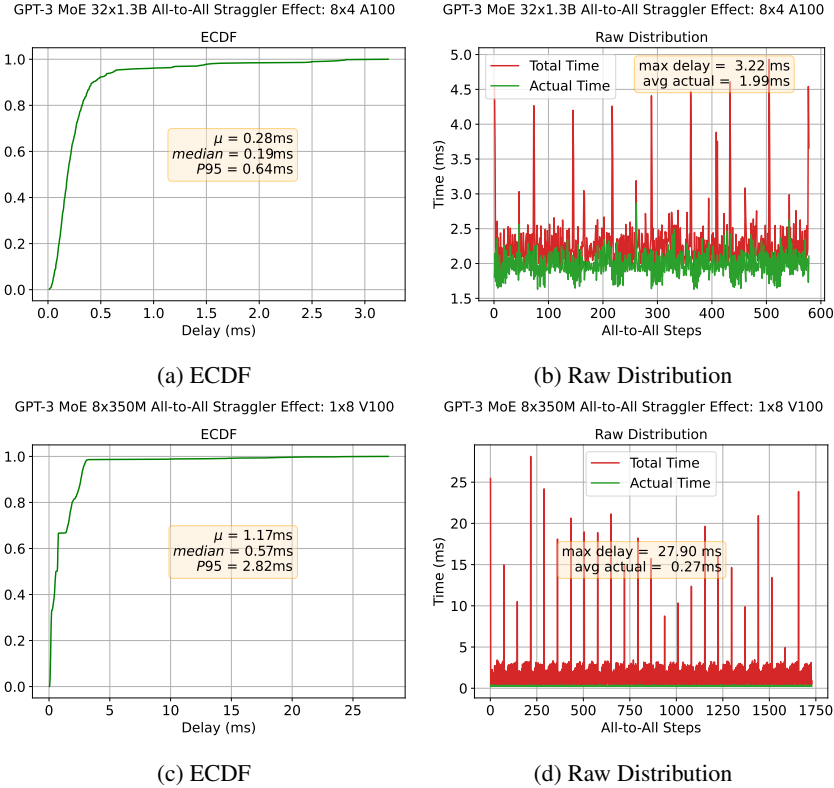 GPT-3 MoE 32x1.3B All-to-All Straggler Effect: 8x4 A100
ECDF
1.0
0.8
0.6
0.4
0.2
0.0
μ = 0.28ms
median = 0.19ms
P95 = 0.64ms
0.0 0.5 1.0 1.5 2.0 2.5 3.0
Delay (ms)
(a) ECDF
GPT-3 MoE 32x1.3B All-to-All Straggler Effect: 8x4 A100
Raw Distribution
Time (ms)
5.0
4.5
4.0
3.5
3.0
2.5
2.0
1.5
Total Time
Actual Time
max delay = 3.22 ms
avg actual = 1.99ms
0 100 200 300 400 500 600
All-to-All Steps
(b) Raw Distribution
GPT-3 MoE 8x350M All-to-All Straggler Effect: 1x8 V100
ECDF
1.0
0.8
0.6
0.4
0.2
0.0
μ = 1.17ms
median = 0.57ms
P95 = 2.82ms
0 5 10 15 20 25
Delay (ms)
(c) ECDF
GPT-3 MoE 8x350M All-to-All Straggler Effect: 1x8 V100
Raw Distribution
Time (ms)
25
20
15
10
5
0
Total Time
Actual Time
max delay = 27.90 ms
avg actual = 0.27ms
0 250 500 750 1000 1250 1500 1750
All-to-All Steps
(d) Raw Distribution